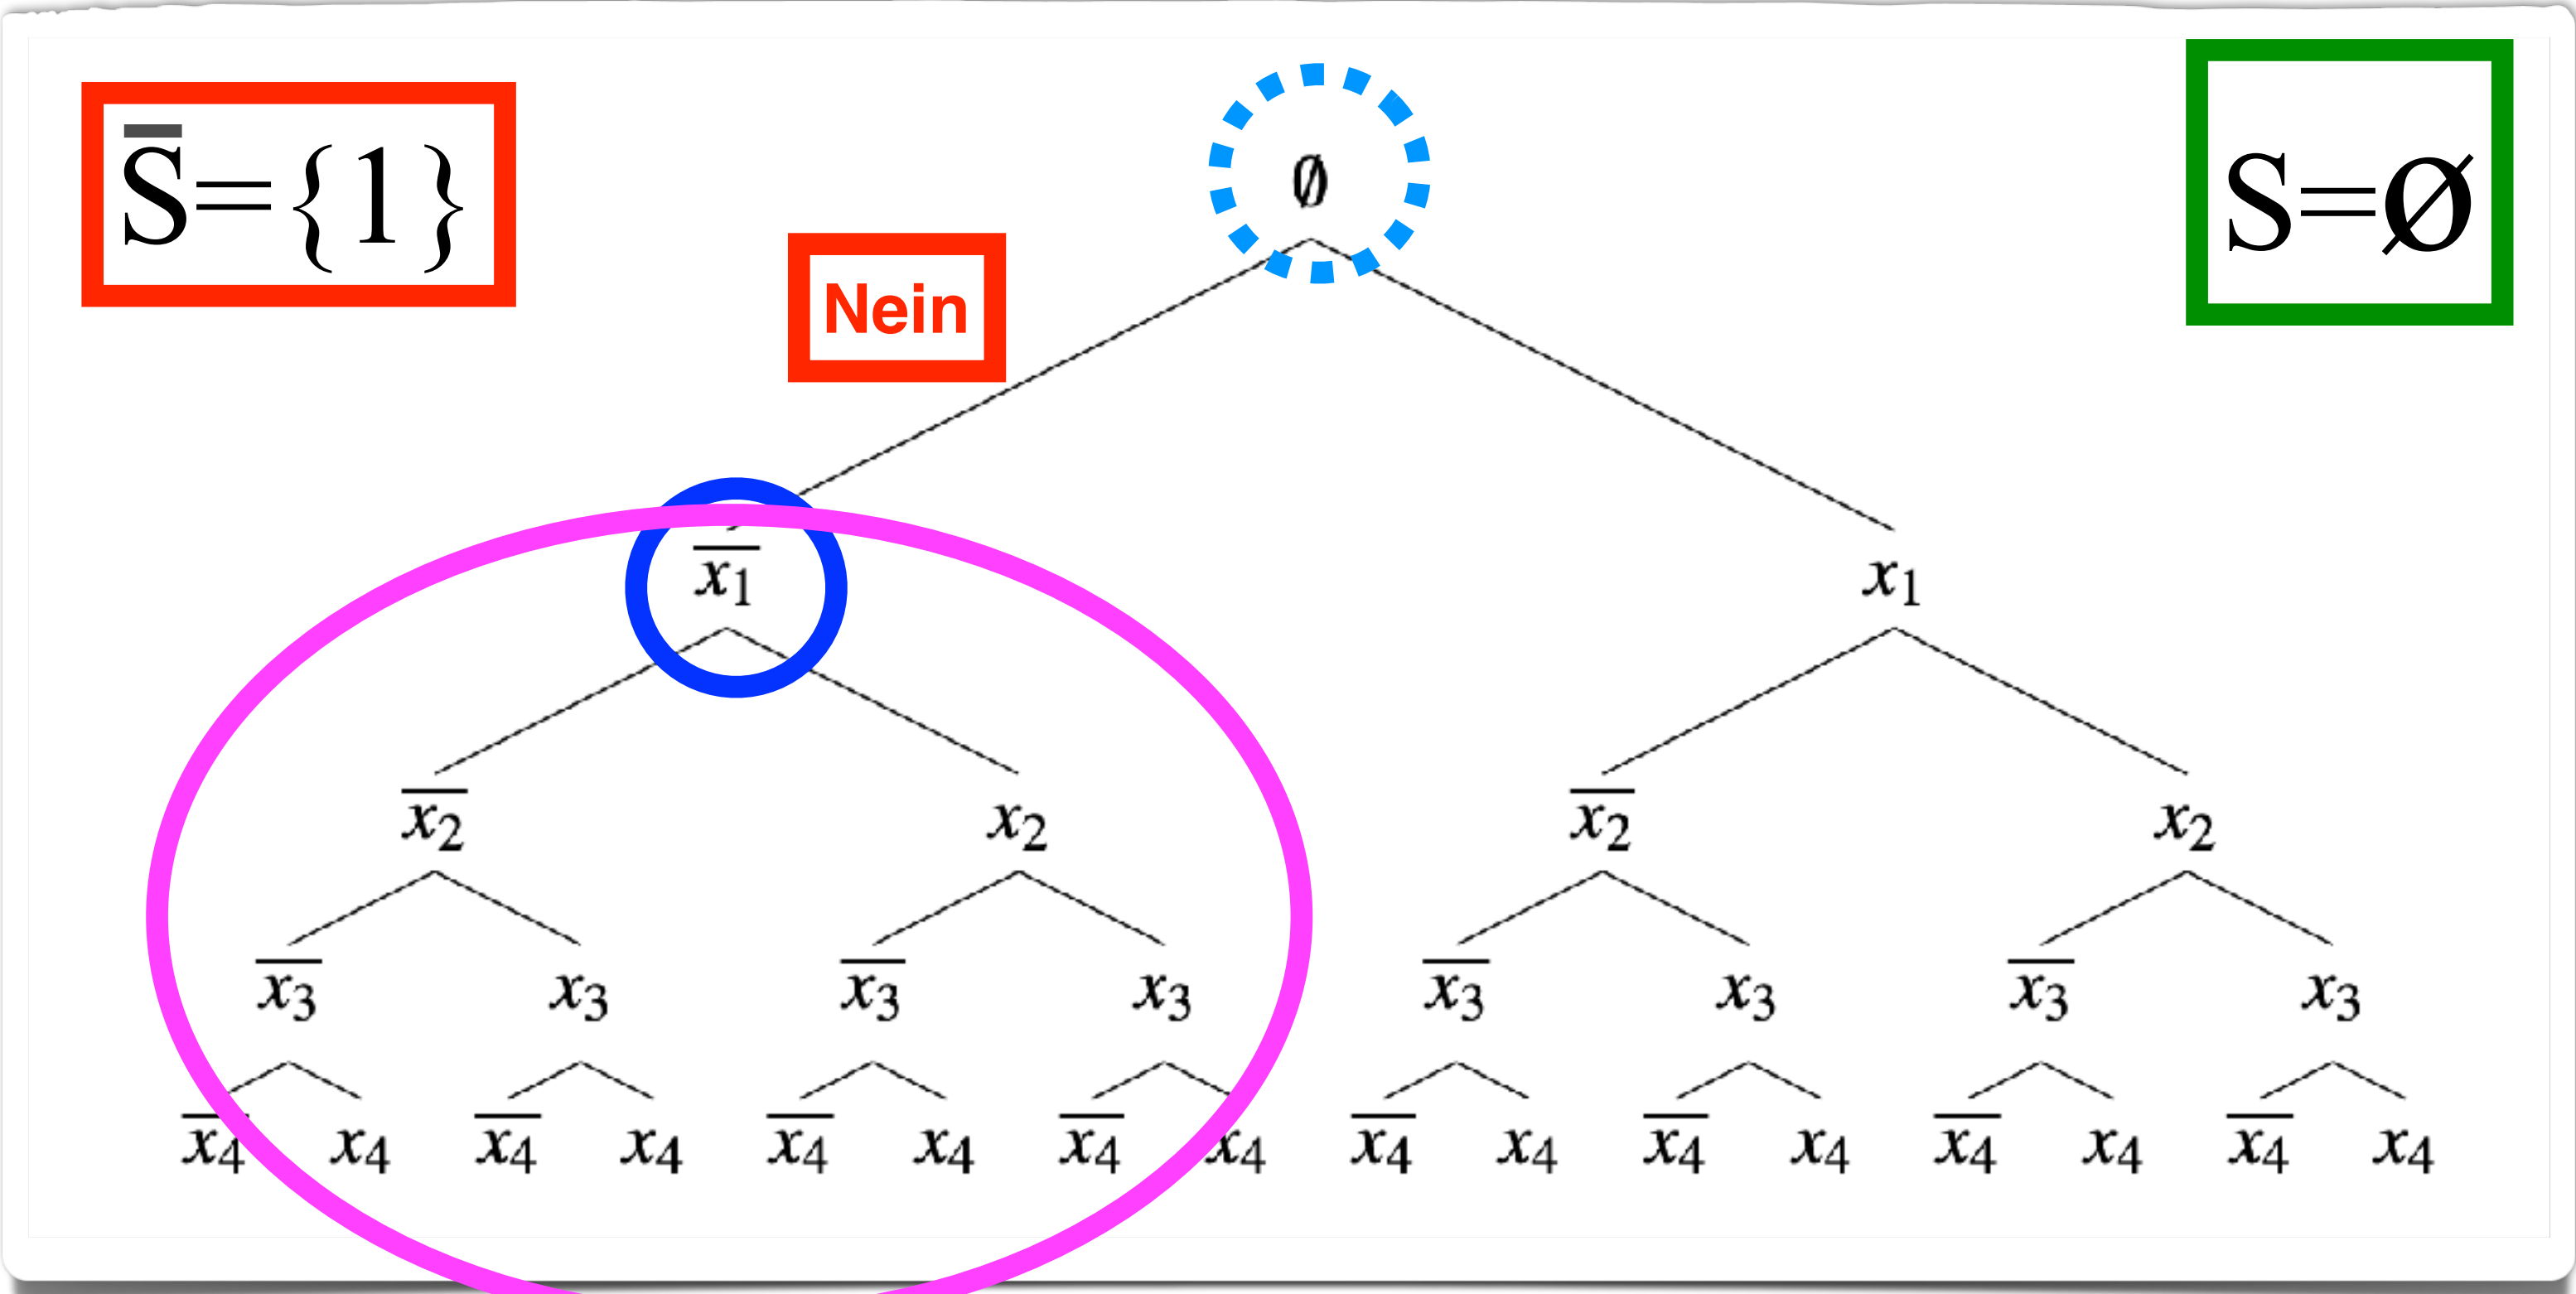 S̅={1}
∅
S=Ø
Nein
x̅₁ x₁
x̅₂ x₂ x̅₂ x₂
x̅₃ x₃ x̅₃ x₃ x̅₃ x₃ x̅₃ x₃
x̅₄ x₄ x̅₄ x₄ x̅₄ x₄ x̅₄ x₄ x̅₄ x₄ x̅₄ x₄ x̅₄ x₄ x̅₄ x₄